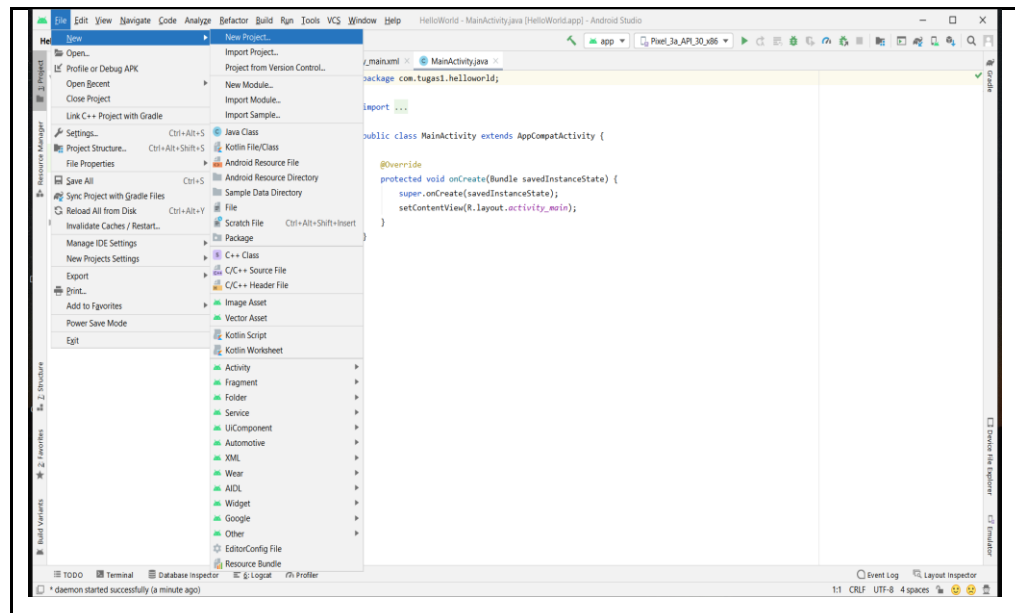 File Edit View Navigate Code Analyze Refactor Build Run Tools VCS Window Help HelloWorld - MainActivity.java [HelloWorld.app] - Android Studio
He
app Pixel_3a_API_30_x86
New
Open...
Profile or Debug APK
Open Recent
Close Project
Link C++ Project with Gradle
Settings... Ctrl+Alt+S
Project Structure... Ctrl+Alt+Shift+S
File Properties
Save All Ctrl+S
Sync Project with Gradle Files
Reload All from Disk Ctrl+Alt+Y
Invalidate Caches / Restart...
Manage IDE Settings
New Projects Settings
Export
Print...
Add to Favorites
Power Save Mode
Exit
New Project...
Import Project...
Project from Version Control...
New Module...
Import Module...
Import Sample...
Java Class
Kotlin File/Class
Android Resource File
Android Resource Directory
Sample Data Directory
File
Scratch File Ctrl+Alt+Shift+Insert
Package
C++ Class
C/C++ Source File
C/C++ Header File
Image Asset
Vector Asset
Kotlin Script
Kotlin Worksheet
Activity
Fragment
Folder
Service
UiComponent
Automotive
XML
Wear
AIDL
Widget
Google
Other
EditorConfig File
Resource Bundle
y_main.xml MainActivity.java
package com.tugas1.helloworld;
import ...
public class MainActivity extends AppCompatActivity {
@Override
protected void onCreate(Bundle savedInstanceState) {
super.onCreate(savedInstanceState);
setContentView(R.layout.activity_main);
}
}
1: Project
Resource Manager
Z: Structure
2: Favorites
Build Variants
Gradle
Device File Explorer
Emulator
TODO Terminal Database Inspector 6: Logcat Profiler Event Log Layout Inspector
* daemon started successfully (a minute ago) 1:1 CRLF UTF-8 4 spaces